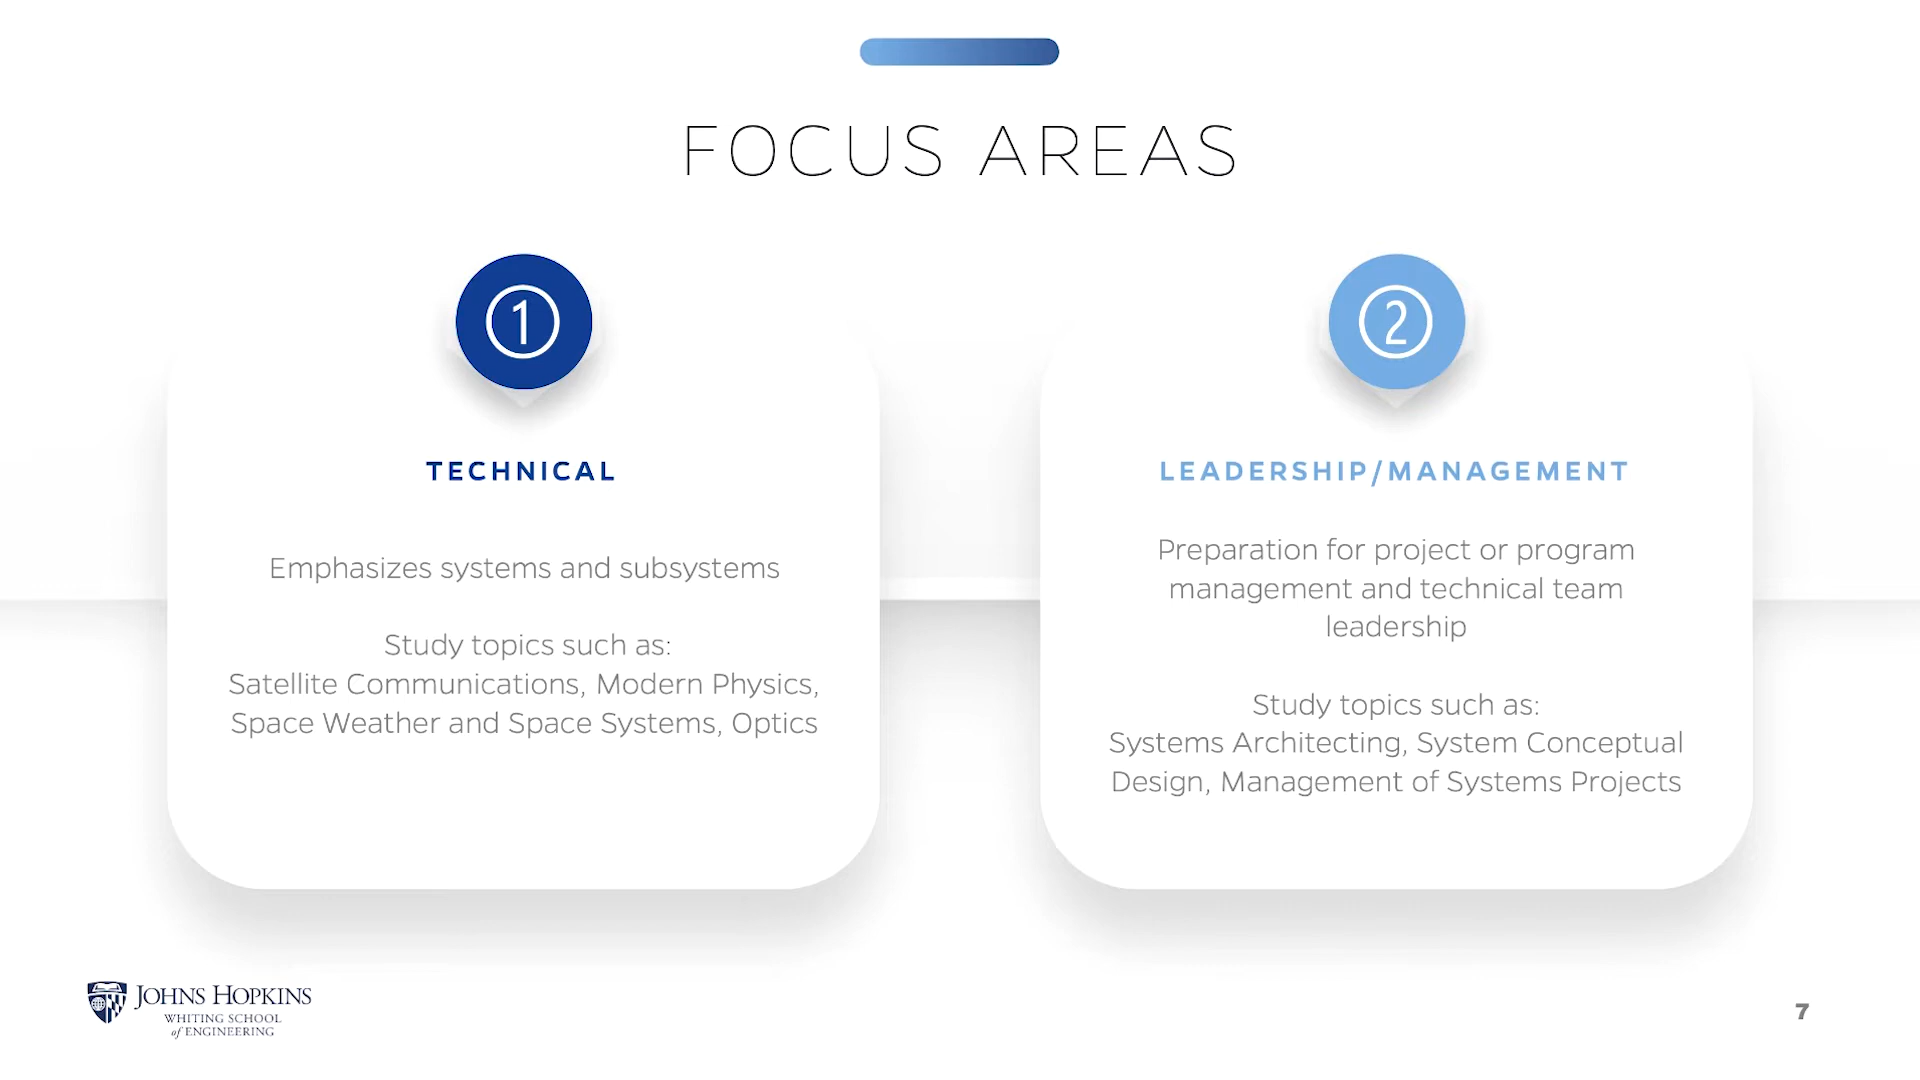 FOCUS AREAS
1
TECHNICAL
Emphasizes systems and subsystems
Study topics such as:
Satellite Communications, Modern Physics,
Space Weather and Space Systems, Optics
2
LEADERSHIP/MANAGEMENT
Preparation for project or program
management and technical team
leadership
Study topics such as:
Systems Architecting, System Conceptual
Design, Management of Systems Projects
JOHNS HOPKINS
WHITING SCHOOL
of ENGINEERING
7